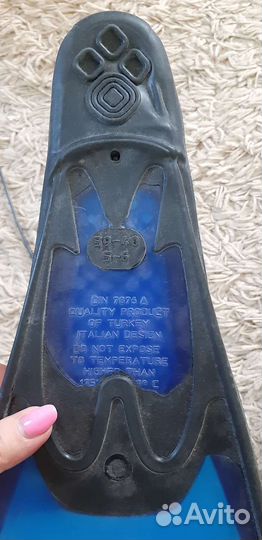 39-40
5-6
DIN 7876 A
QUALITY PRODUCT
OF TURKEY
ITALIAN DESIGN
DO NOT EXPOSE
TO TEMPERATURE
HIGHER THAN
C
Avito